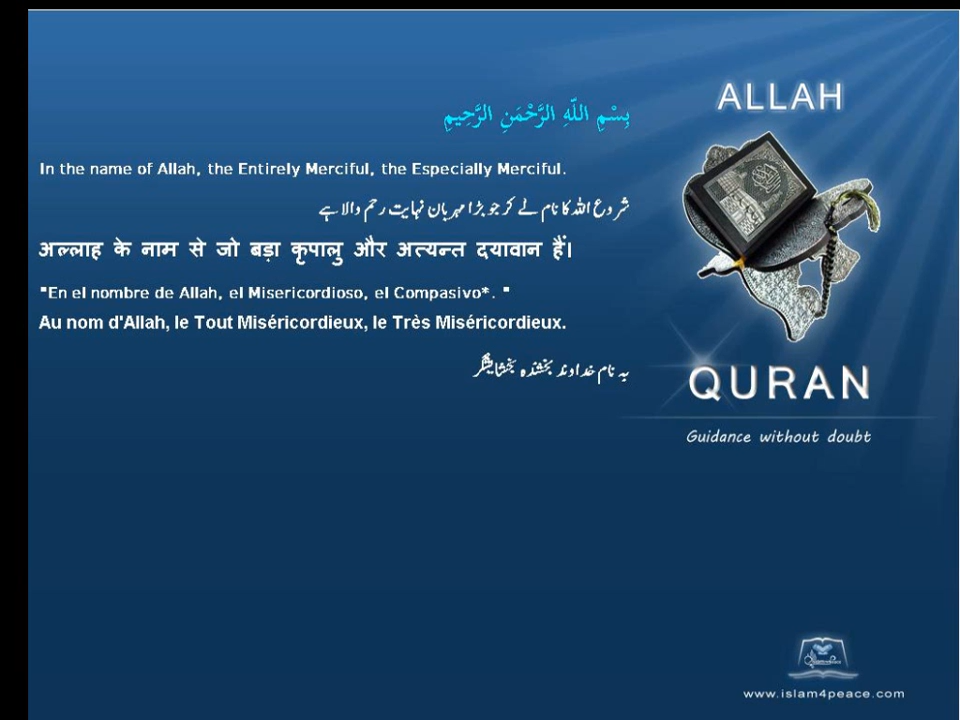 بِسْمِ اللّهِ الرَّحْمَنِ الرَّحِيمِ
In the name of Allah, the Entirely Merciful, the Especially Merciful.
شروع الله کا نام لے کر جو بڑا مہربان نہایت رحم والا ہے
अल्लाह के नाम से जो बड़ा कृपालु और अत्यन्त दयावान हैं।
"En el nombre de Allah, el Misericordioso, el Compasivo*. "
Au nom d'Allah, le Tout Miséricordieux, le Très Miséricordieux.
به نام خداوند بخشنده بخشایشگر
ALLAH
QURAN
Guidance without doubt
www.islam4peace.com